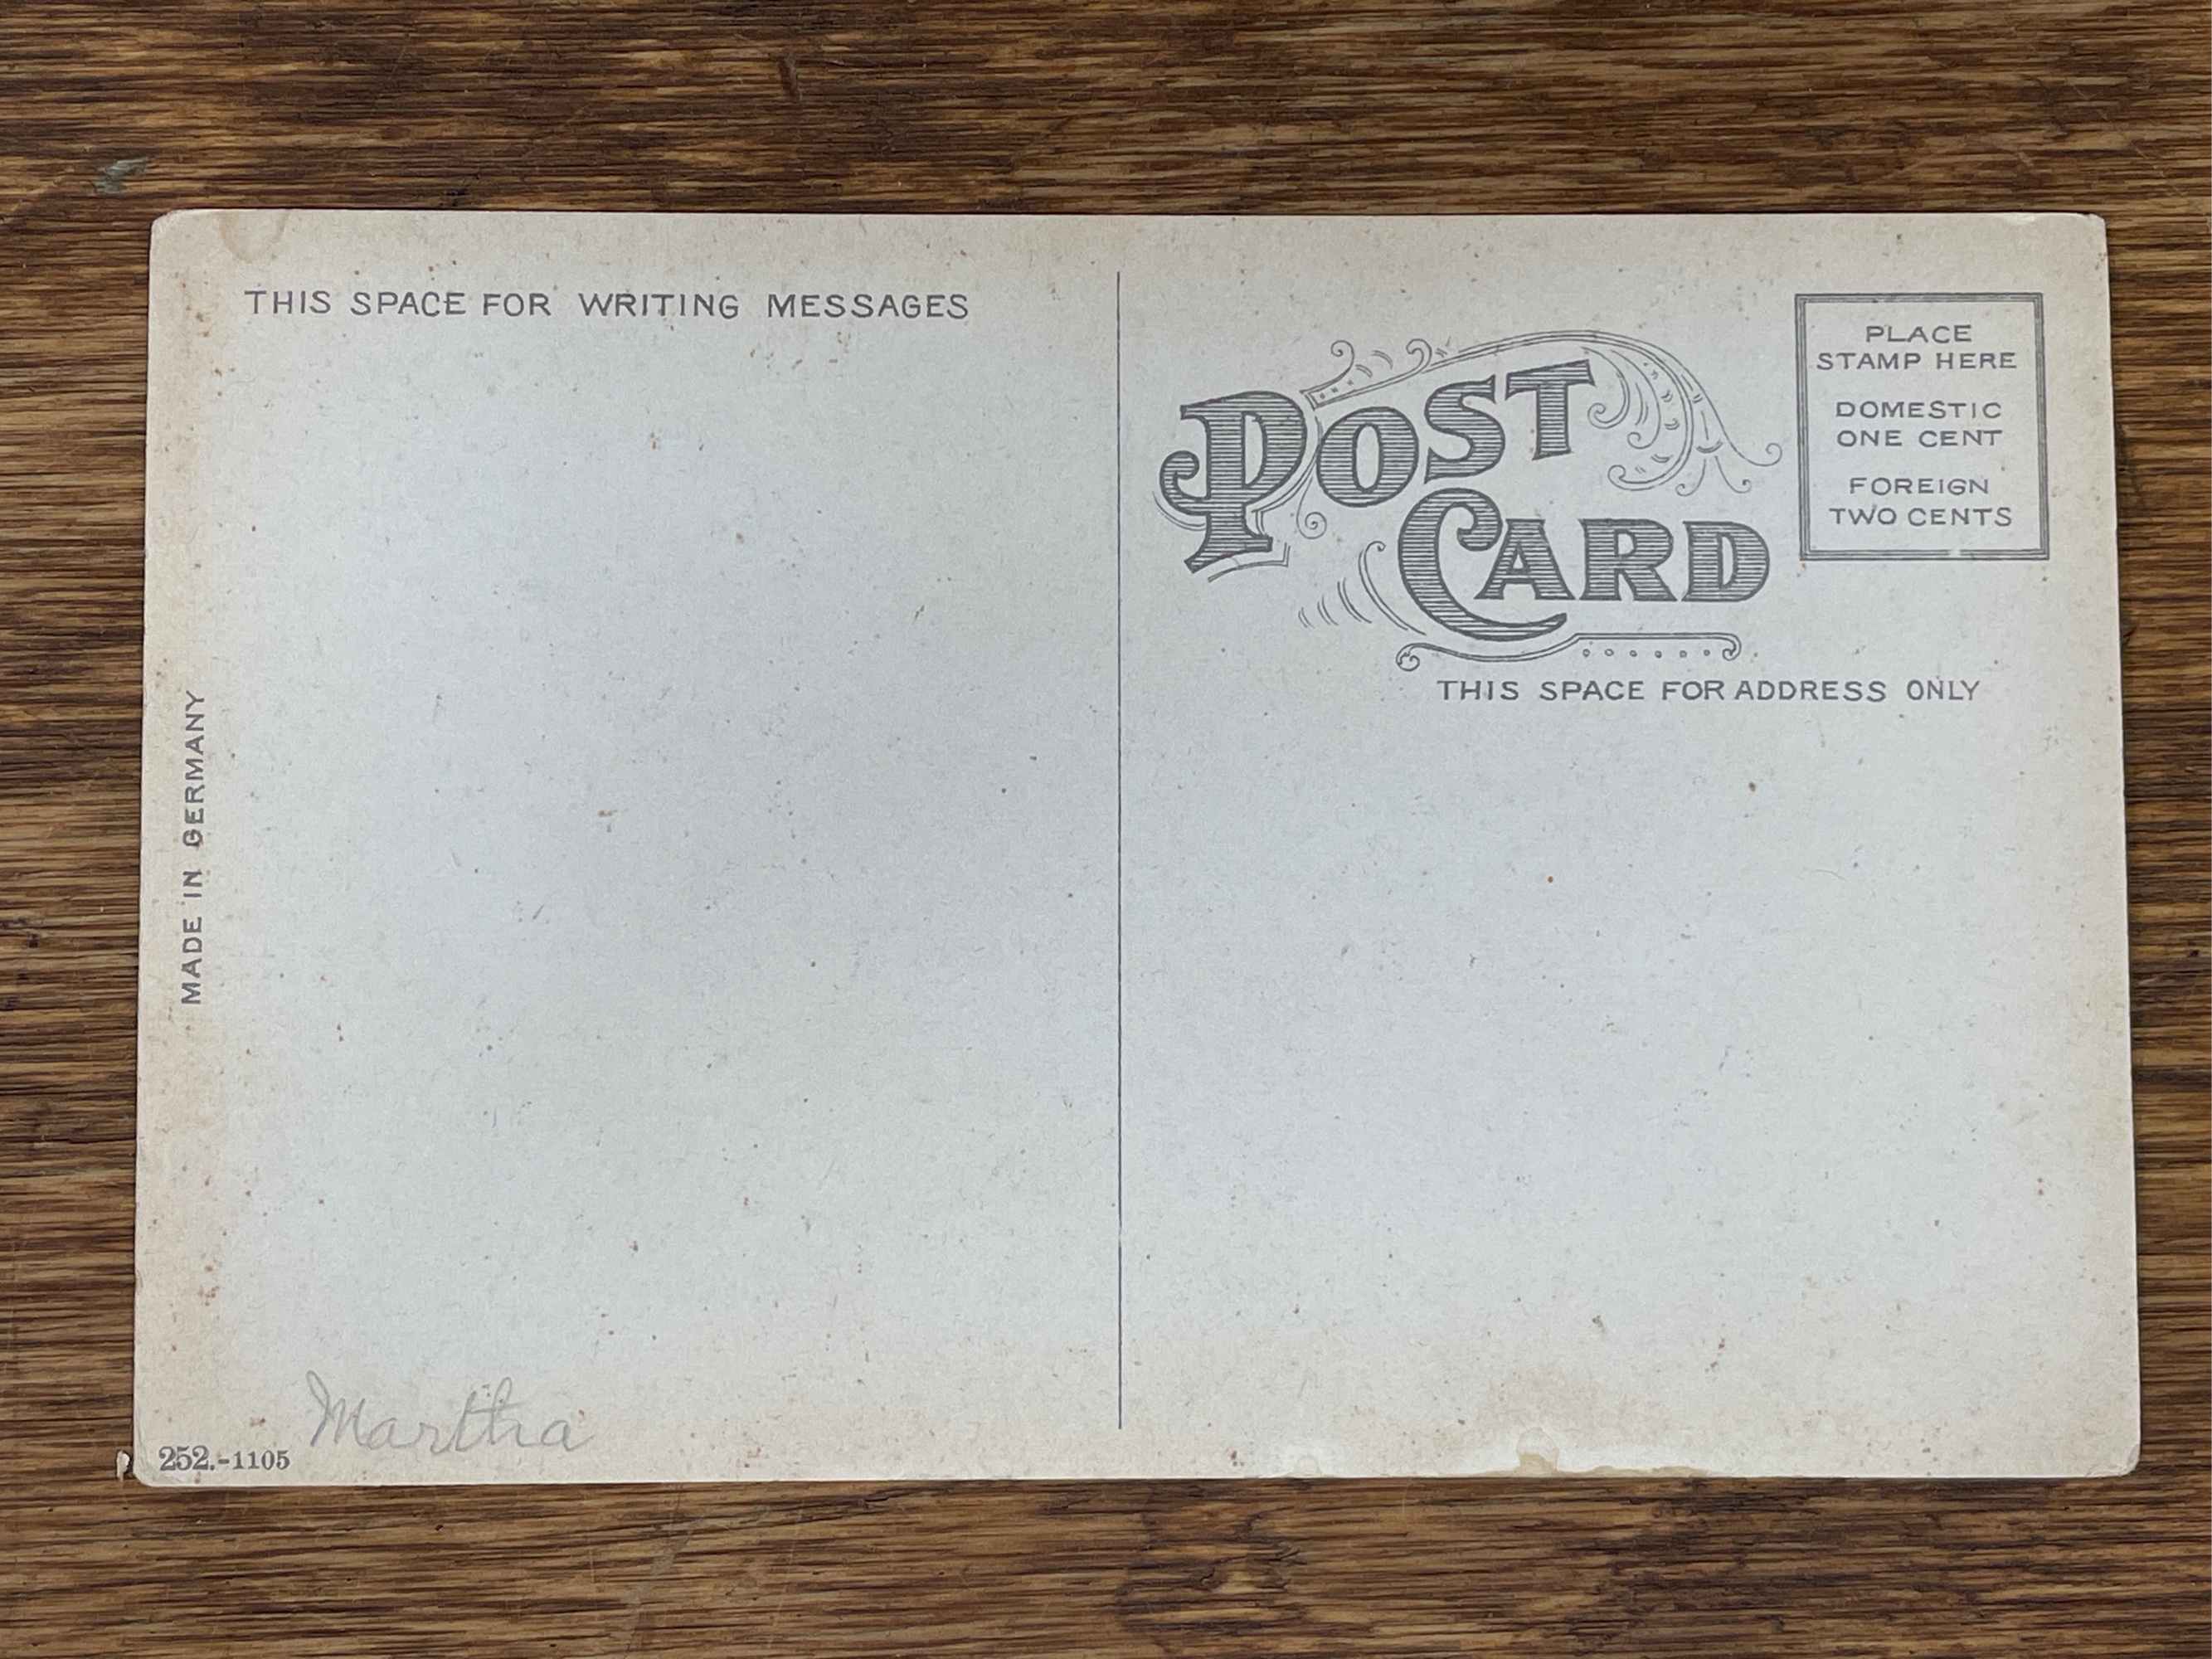 THIS SPACE FOR WRITING MESSAGES
MADE IN GERMANY
Martha
252.-1105
POST
CARD
PLACE
STAMP HERE
DOMESTIC
ONE CENT
FOREIGN
TWO CENTS
THIS SPACE FOR ADDRESS ONLY